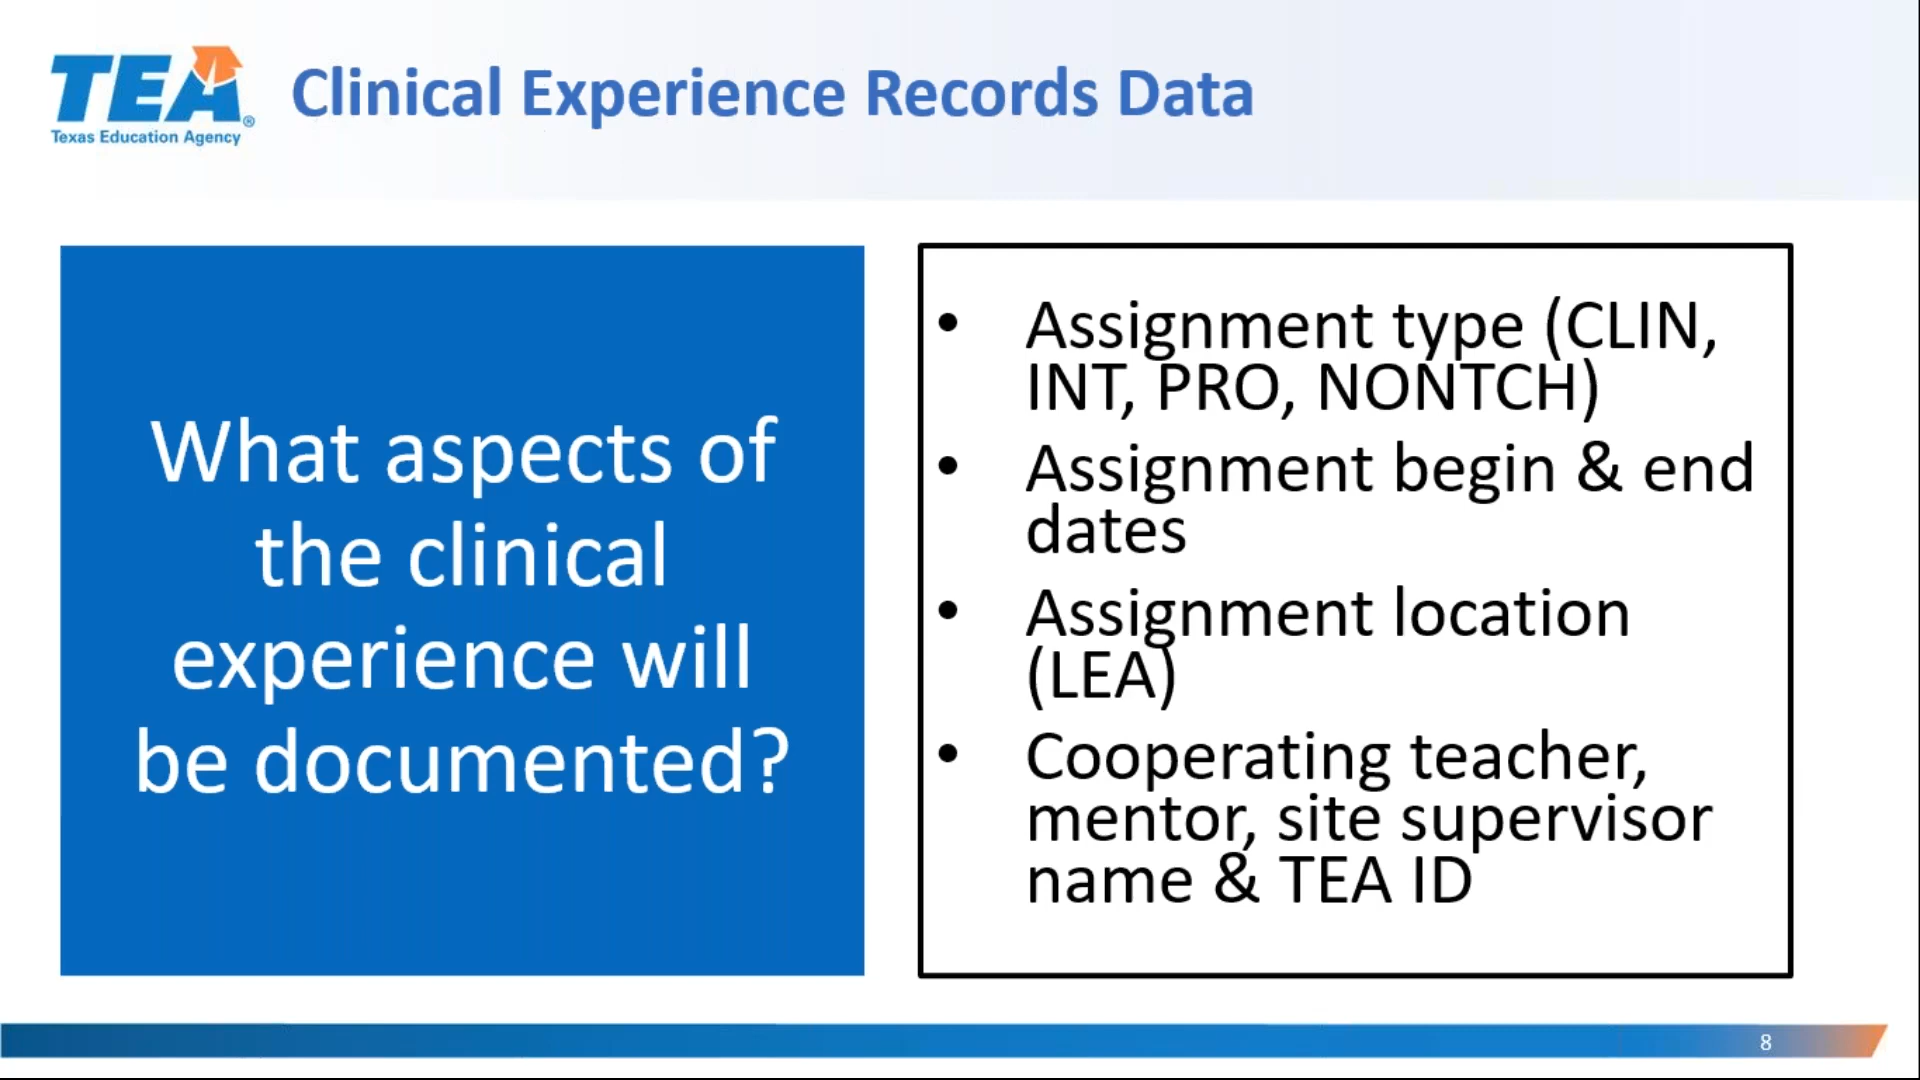 TEA®
Texas Education Agency
Clinical Experience Records Data
What aspects of
the clinical
experience will
be documented?
• Assignment type (CLIN,
INT, PRO, NONTCH)
• Assignment begin & end
dates
• Assignment location
(LEA)
• Cooperating teacher,
mentor, site supervisor
name & TEA ID
8